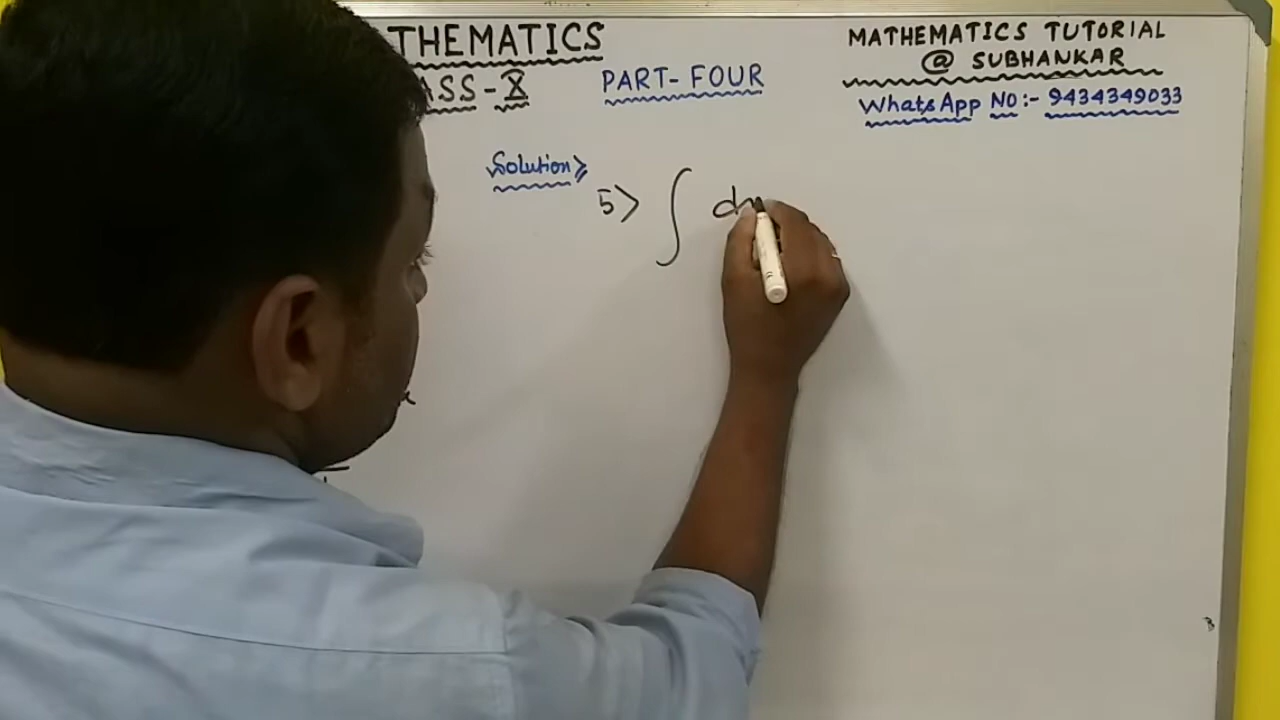 THEMATICS
ASS - X PART- FOUR
MATHEMATICS TUTORIAL
@ SUBHANKAR
WhatsApp NO:- 9434349033
Solution>
5> ∫